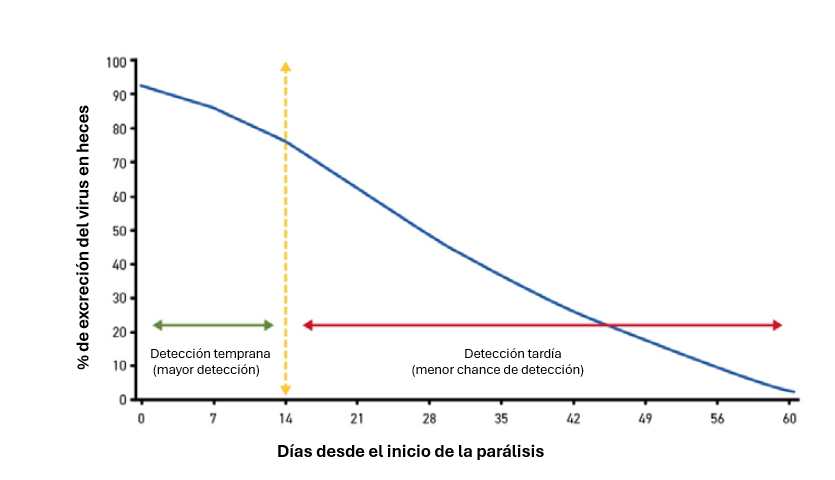 % de excreción del virus en heces
100
90
80
70
60
50
40
30
20
10
0
Detección temprana
(mayor detección)
Detección tardía
(menor chance de detección)
0 7 14 21 28 35 42 49 56 60
Días desde el inicio de la parálisis